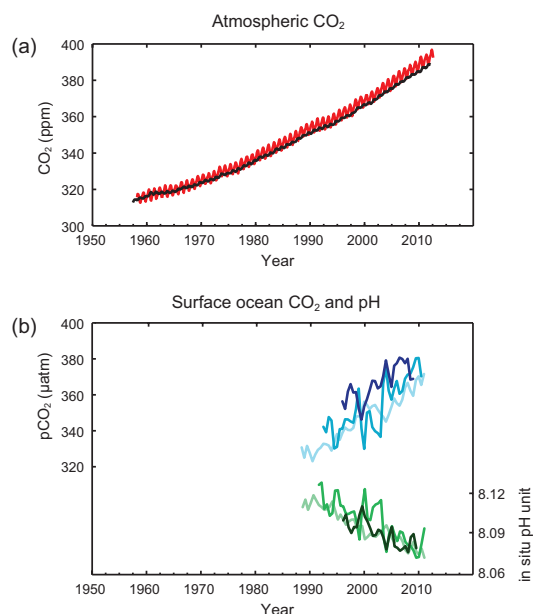 Atmospheric CO₂
(a)
400
380
360
340
320
300
CO₂ (ppm)
1950 1960 1970 1980 1990 2000 2010
Year
Surface ocean CO₂ and pH
(b)
400
380
360
340
320
pCO₂ (µatm)
8.12
8.09
8.06
in situ pH unit
1950 1960 1970 1980 1990 2000 2010
Year